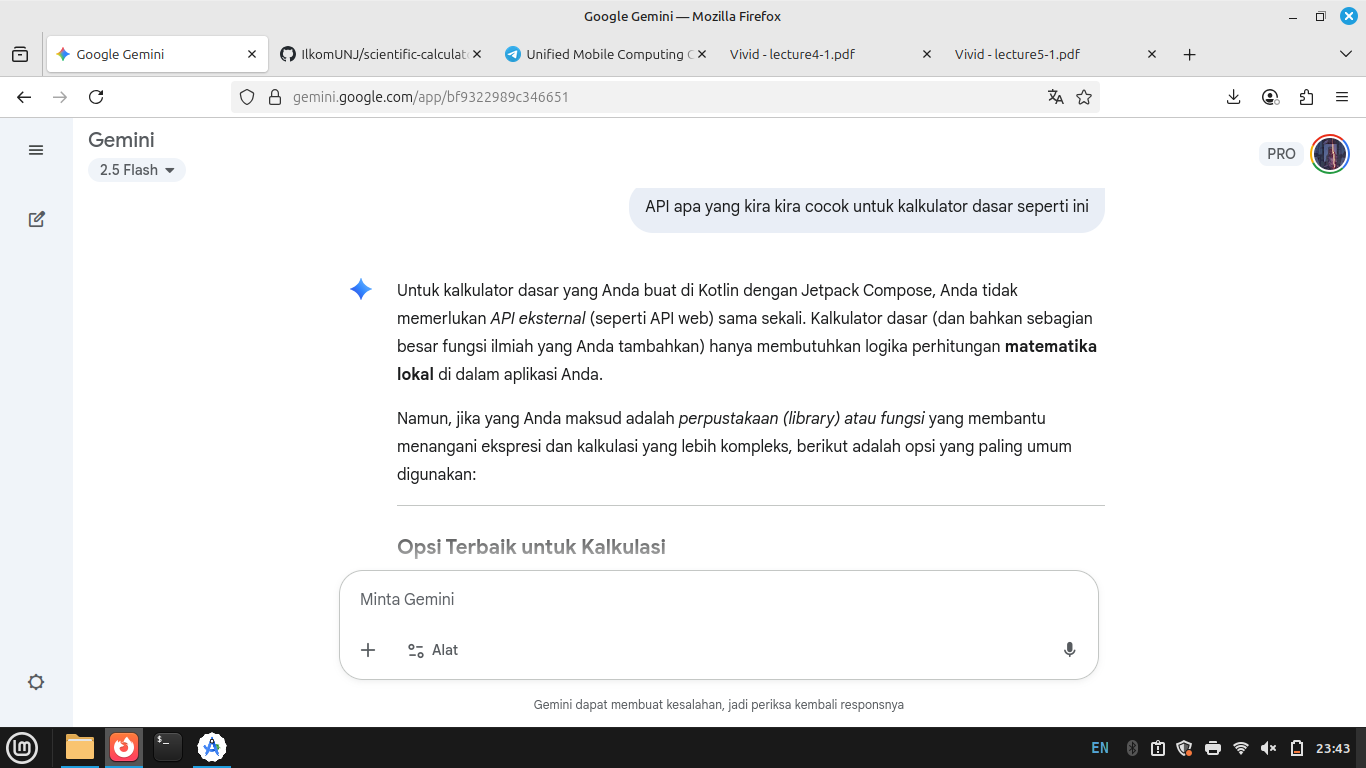 Google Gemini — Mozilla Firefox
Google Gemini
IlkomUNJ/scientific-calculat
Unified Mobile Computing
Vivid - lecture4-1.pdf
Vivid - lecture5-1.pdf
gemini.google.com/app/bf9322989c346651
Gemini
2.5 Flash
PRO
API apa yang kira kira cocok untuk kalkulator dasar seperti ini
Untuk kalkulator dasar yang Anda buat di Kotlin dengan Jetpack Compose, Anda tidak
memerlukan API eksternal (seperti API web) sama sekali. Kalkulator dasar (dan bahkan sebagian
besar fungsi ilmiah yang Anda tambahkan) hanya membutuhkan logika perhitungan matematika
lokal di dalam aplikasi Anda.
Namun, jika yang Anda maksud adalah perpustakaan (library) atau fungsi yang membantu
menangani ekspresi dan kalkulasi yang lebih kompleks, berikut adalah opsi yang paling umum
digunakan:
Opsi Terbaik untuk Kalkulasi
Minta Gemini
Alat
Gemini dapat membuat kesalahan, jadi periksa kembali responsnya
EN
23:43